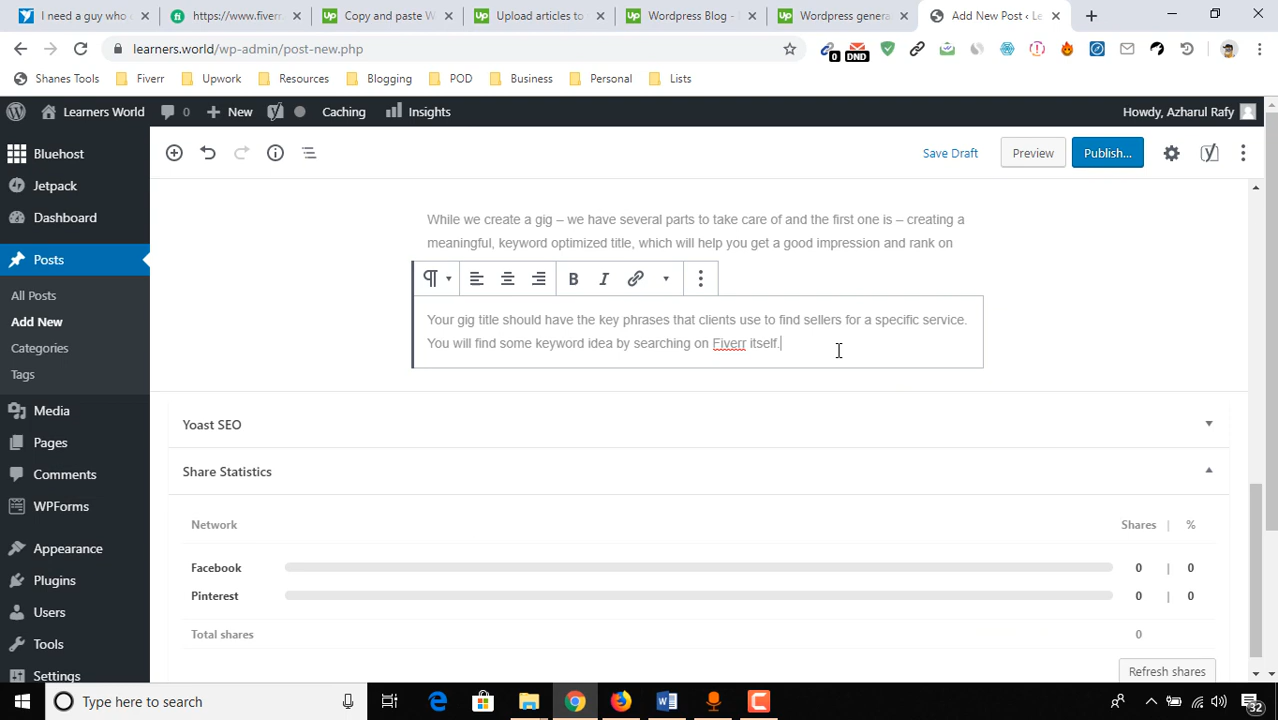 I need a guy who c
https://www.fiverr
Copy and paste W
Upload articles to
Wordpress Blog -
Wordpress genera
Add New Post ‹ Le
learners.world/wp-admin/post-new.php
0
DND
Shanes Tools
Fiverr
Upwork
Resources
Blogging
POD
Business
Personal
Lists
Learners World
0
New
Caching
Insights
Howdy, Azharul Rafy
Bluehost
Jetpack
Dashboard
Posts
All Posts
Add New
Categories
Tags
Media
Pages
Comments
WPForms
Appearance
Plugins
Users
Tools
Settings
Save Draft
Preview
Publish...
While we create a gig – we have several parts to take care of and the first one is – creating a
meaningful, keyword optimized title, which will help you get a good impression and rank on
B
I
Your gig title should have the key phrases that clients use to find sellers for a specific service.
You will find some keyword idea by searching on Fiverr itself.
Yoast SEO
Share Statistics
Network
Shares | %
Facebook 0 | 0
Pinterest 0 | 0
Total shares 0
Refresh shares
Type here to search
32